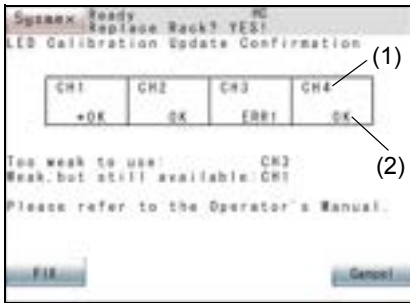 Sysmex Ready HC
Replace Rack? YES!
LED Calibration Update Confirmation
(1)
CH1 CH2 CH3 CH4
*OK OK ERR1 OK
(2)
Too weak to use: CH3
Weak,but still available:CH1
Please refer to the Operator's Manual.
FIX Cancel